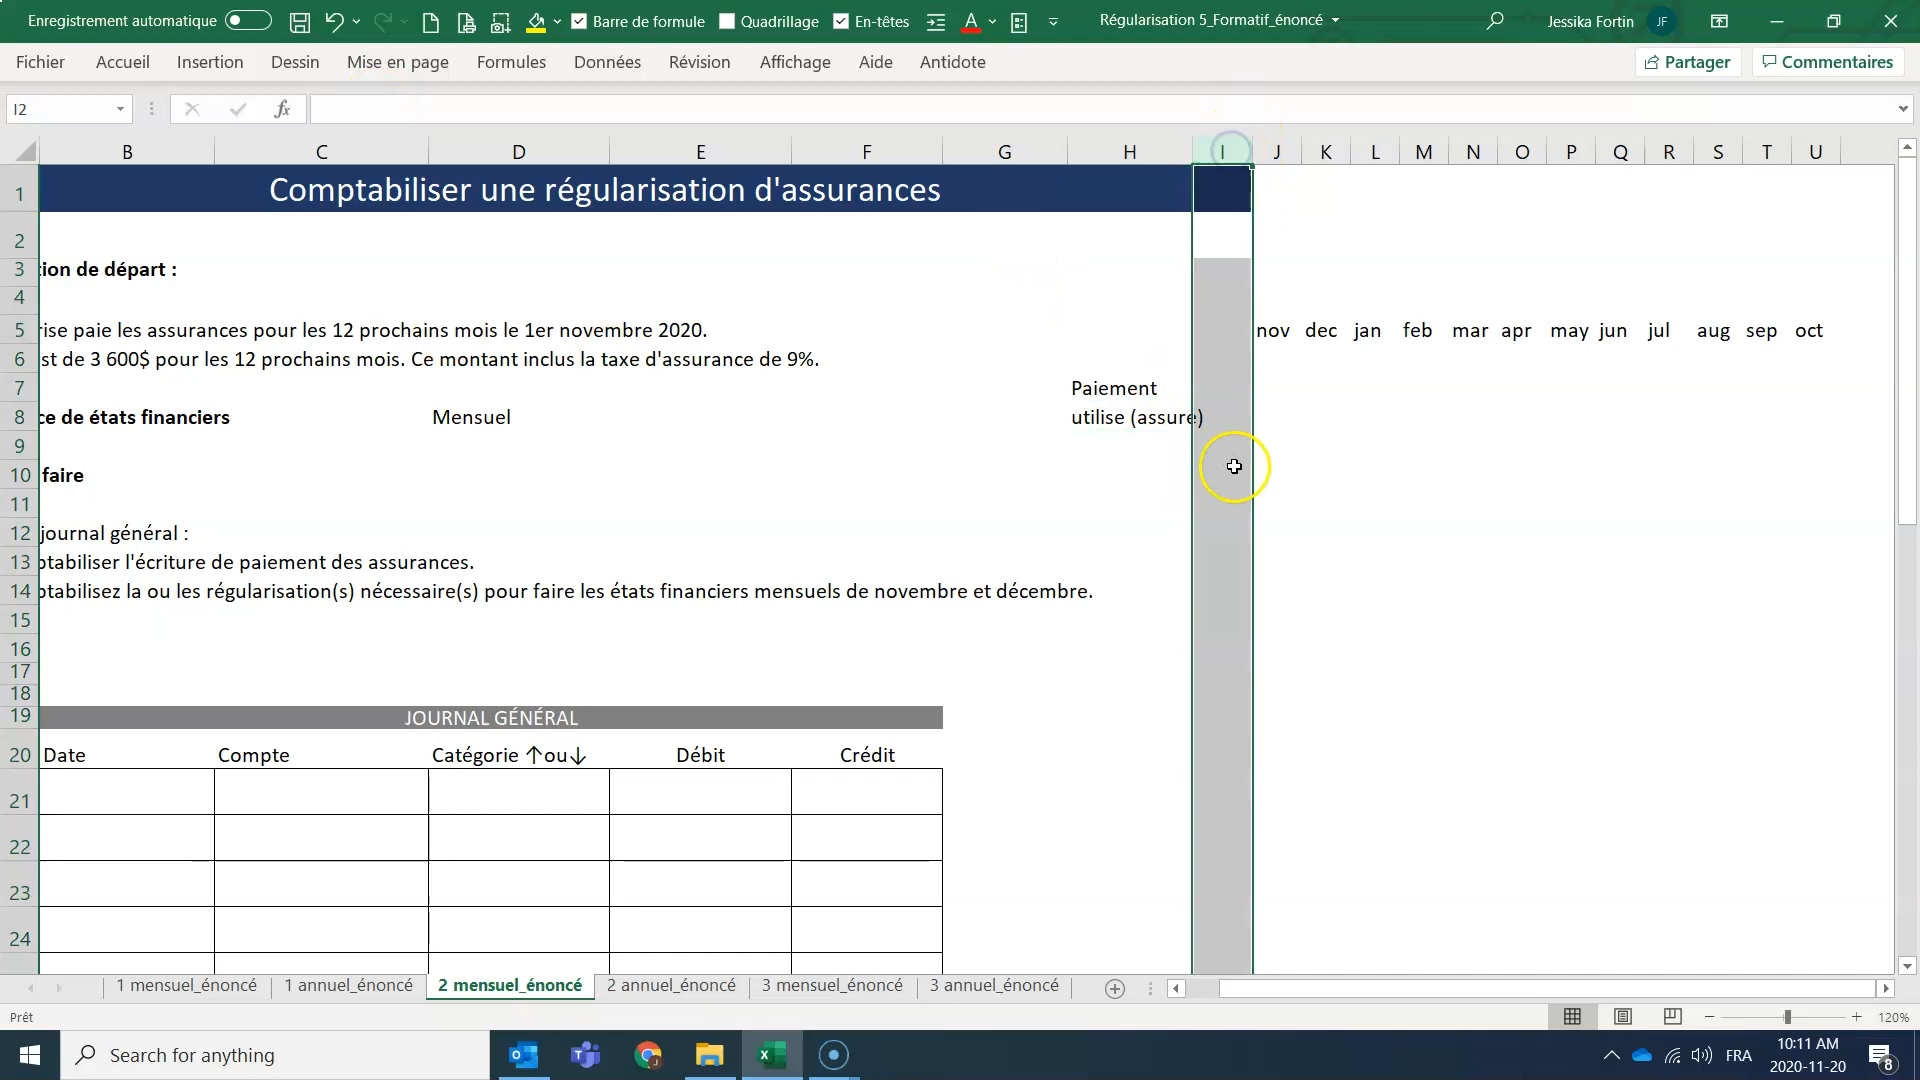 Enregistrement automatique Barre de formule Quadrillage En-têtes A Régularisation 5_Formatif_énoncé Jessika Fortin JF
Fichier Accueil Insertion Dessin Mise en page Formules Données Révision Affichage Aide Antidote Partager Commentaires
I2 fx
B C D E F G H I J K L M N O P Q R S T U
1 Comptabiliser une régularisation d'assurances
2
3 tion de départ :
4
5 rise paie les assurances pour les 12 prochains mois le 1er novembre 2020. nov dec jan feb mar apr may jun jul aug sep oct
6 st de 3 600$ pour les 12 prochains mois. Ce montant inclus la taxe d'assurance de 9%.
7 Paiement
8 ce de états financiers Mensuel utilise (assure)
9
10 faire
11
12 journal général :
13 ptabiliser l'écriture de paiement des assurances.
14 ptabilisez la ou les régularisation(s) nécessaire(s) pour faire les états financiers mensuels de novembre et décembre.
15
16
17
18
19 JOURNAL GÉNÉRAL
20 Date Compte Catégorie ↑ou↓ Débit Crédit
21
22
23
24
1 mensuel_énoncé 1 annuel_énoncé 2 mensuel_énoncé 2 annuel_énoncé 3 mensuel_énoncé 3 annuel_énoncé
Prêt 120%
Search for anything FRA 10:11 AM
2020-11-20 8